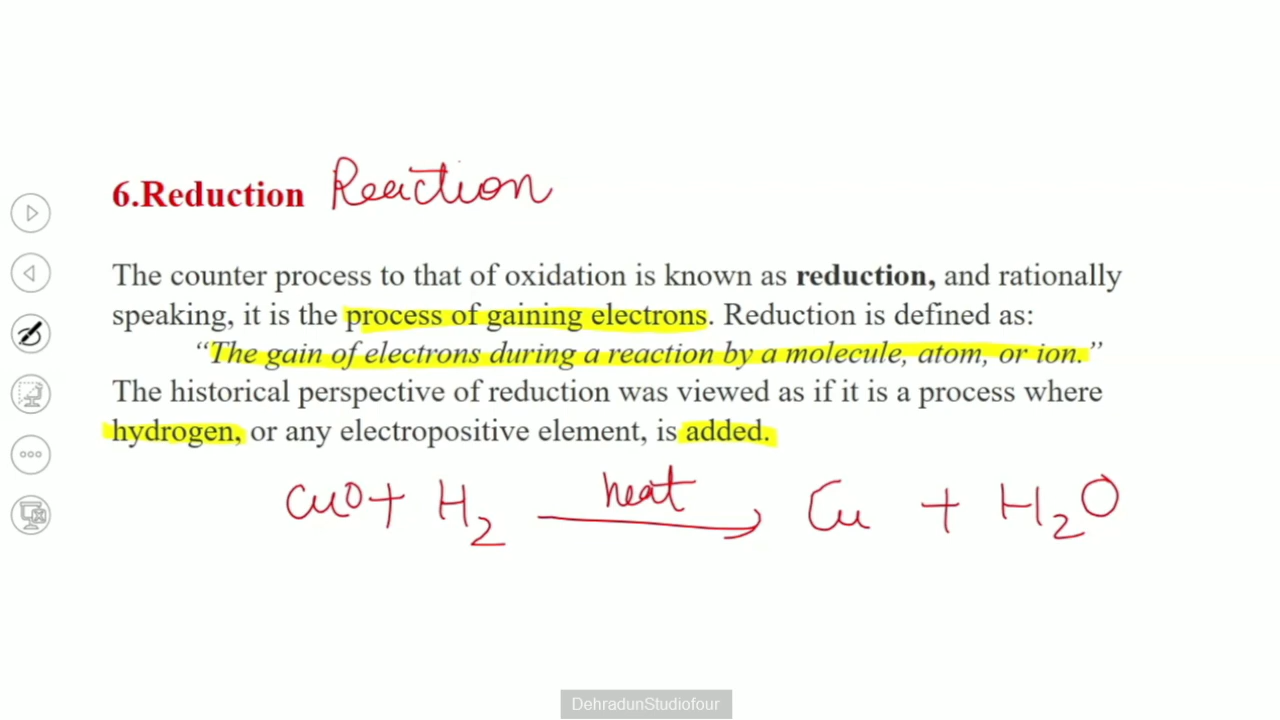 6.Reduction Reaction
The counter process to that of oxidation is known as reduction, and rationally
speaking, it is the process of gaining electrons. Reduction is defined as:
“The gain of electrons during a reaction by a molecule, atom, or ion.”
The historical perspective of reduction was viewed as if it is a process where
hydrogen, or any electropositive element, is added.
CuO + H2 heat → Cu + H2O
DehradunStudiofour